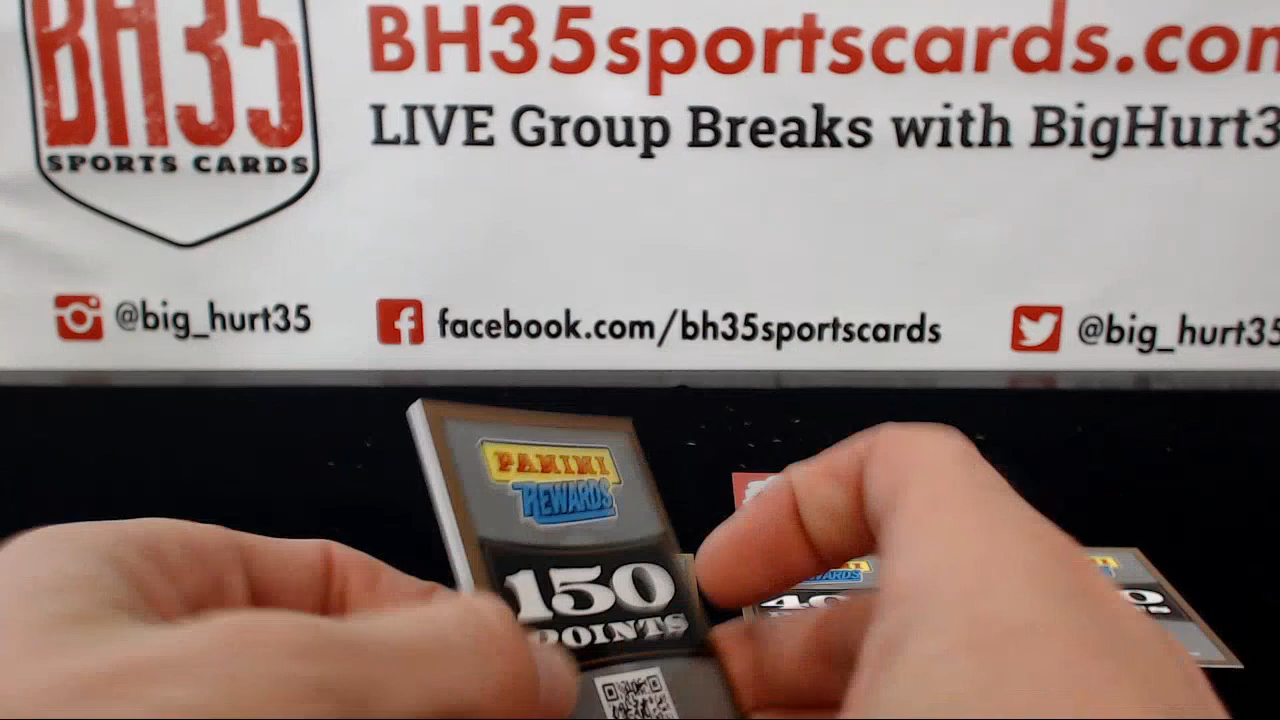 BH35
SPORTS CARDS
BH35sportscards.com
LIVE Group Breaks with BigHurt3
@big_hurt35
facebook.com/bh35sportscards
@big_hurt35
PANINI
REWARDS
150
POINTS
REWARDS